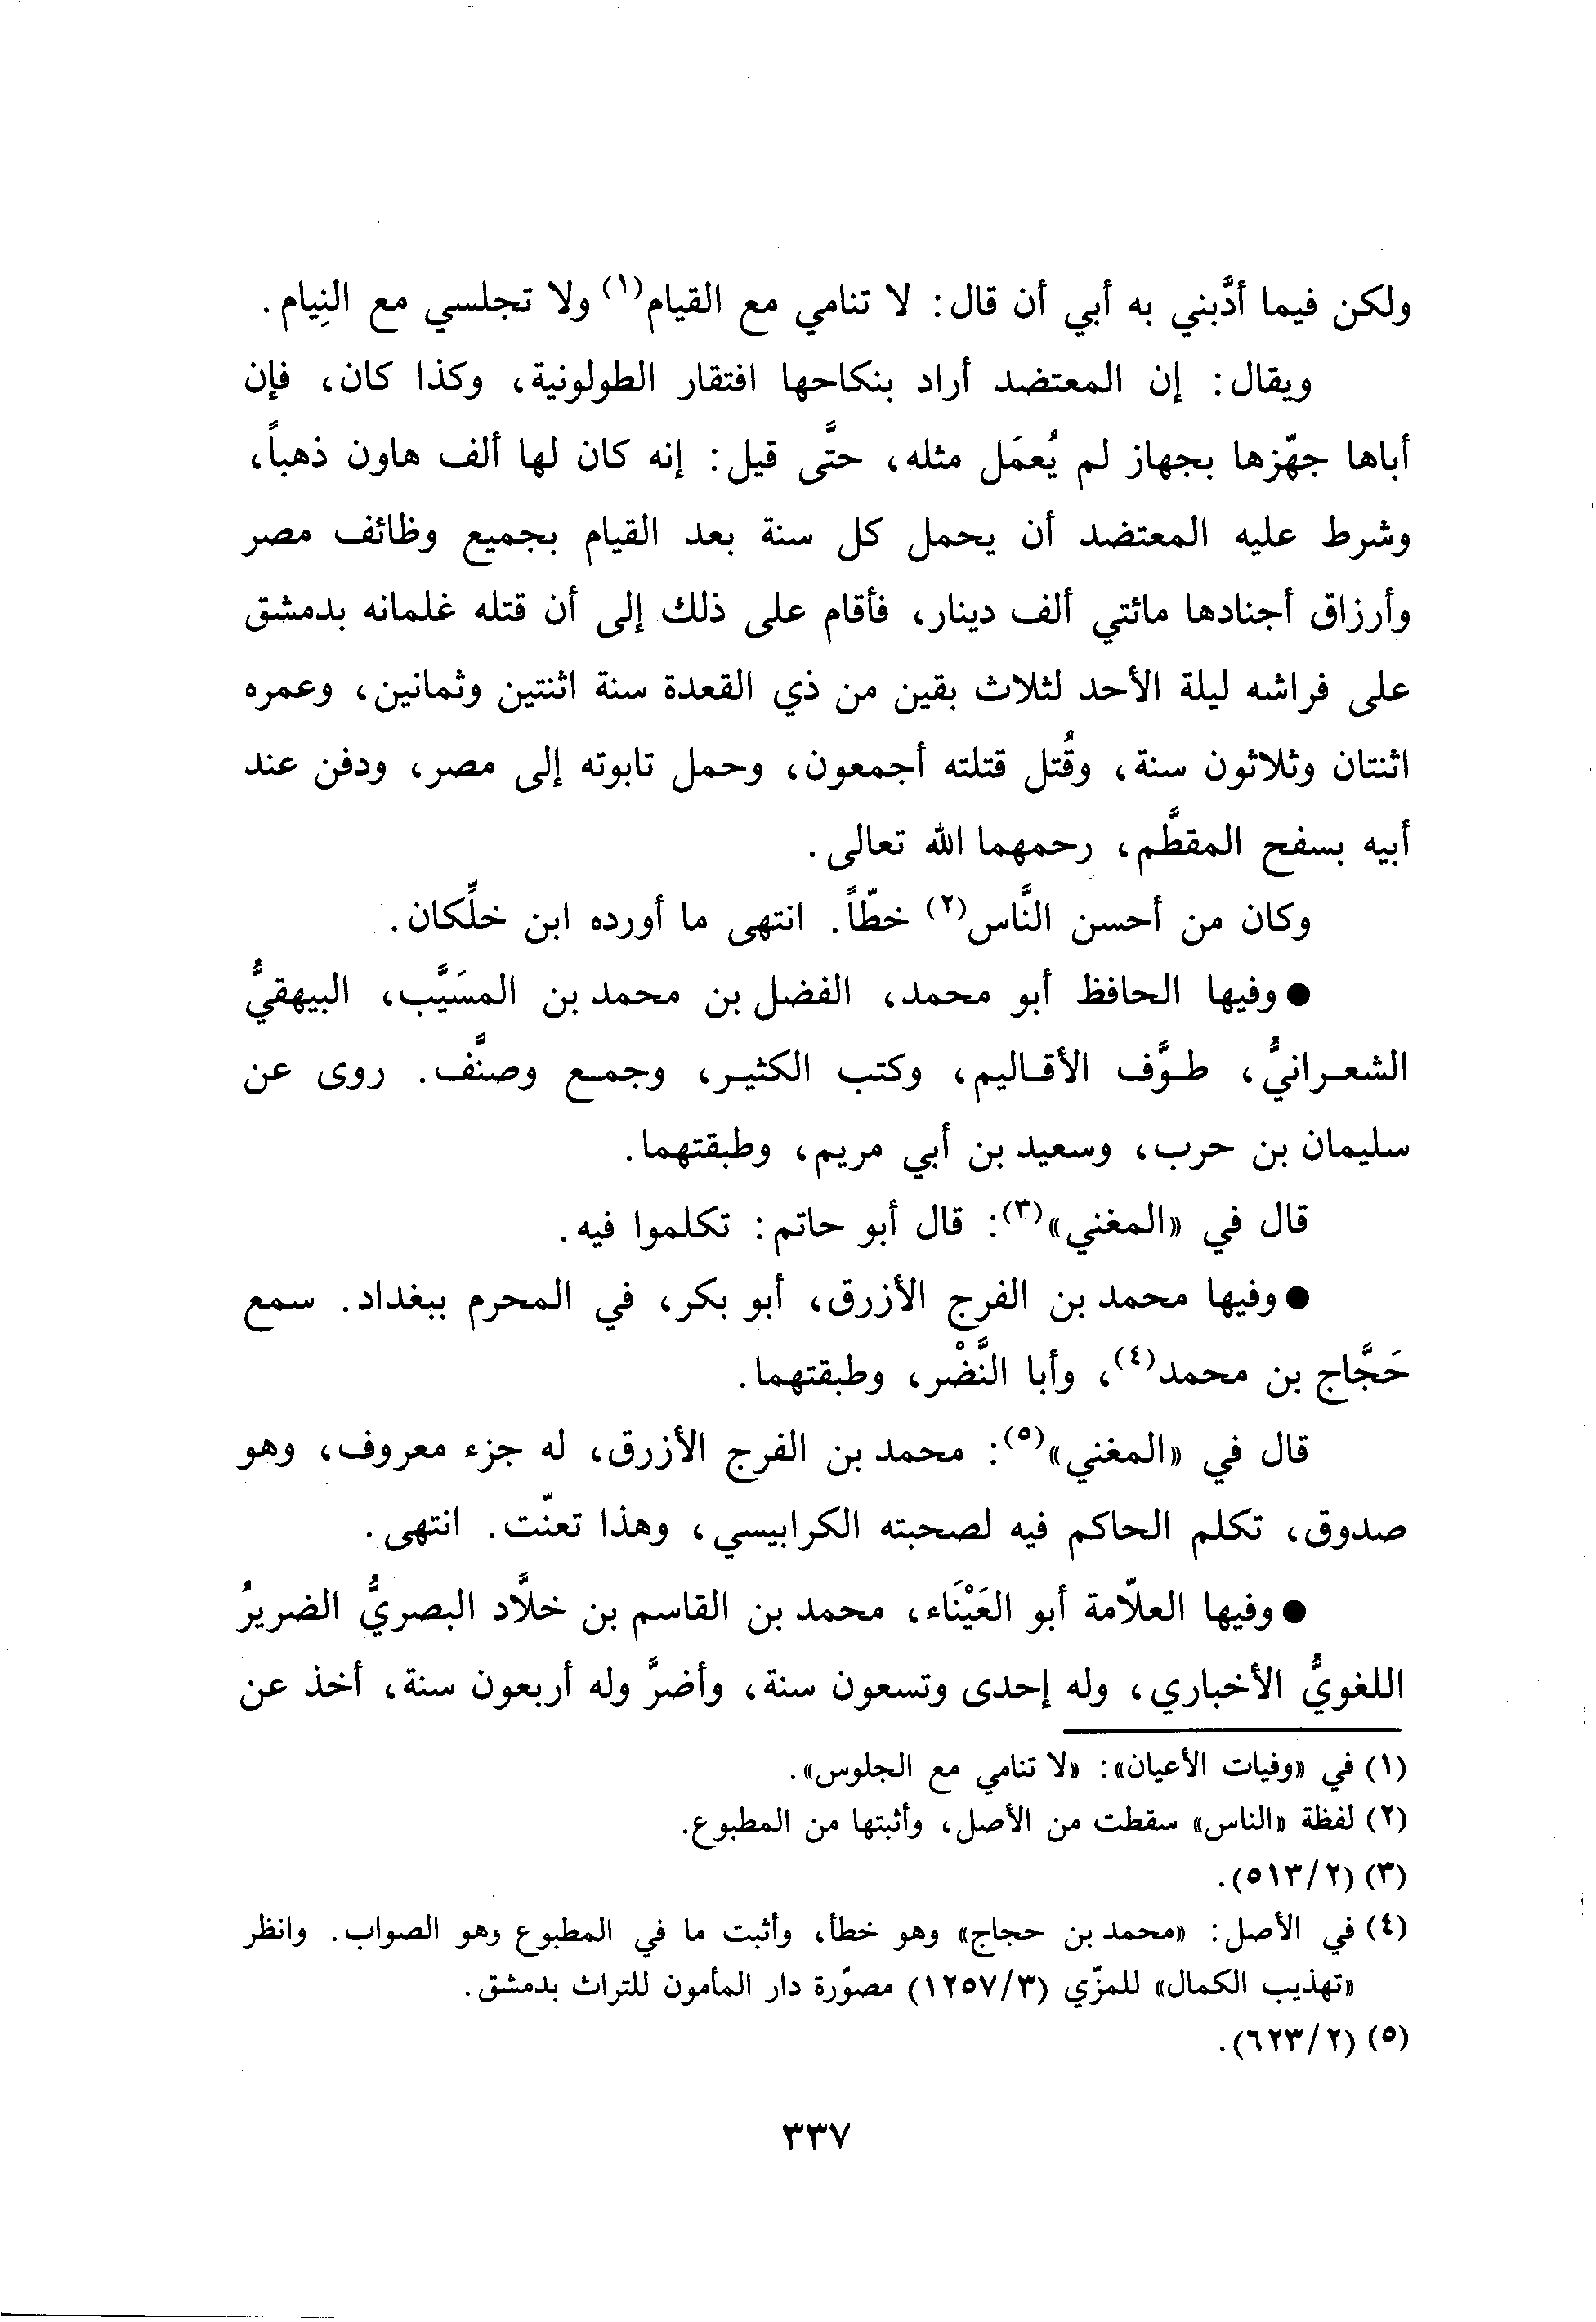 ولكن فيما أدَّبني به أبي أن قال: لا تنامي مع القيام(١) ولا تجلسي مع النِيام.
ويقال: إن المعتضد أراد بنكاحها افتقار الطولونية، وكذا كان، فإن
أباها جهّزها بجهاز لم يُعمَل مثله، حتَّى قيل: إنه كان لها ألف هاون ذهباً،
وشرط عليه المعتضد أن يحمل كل سنة بعد القيام بجميع وظائف مصر
وأرزاق أجنادها مائتي ألف دينار، فأقام على ذلك إلى أن قتله غلمانه بدمشق
على فراشه ليلة الأحد لثلاث بقين من ذي القعدة سنة اثنتين وثمانين، وعمره
اثنتان وثلاثون سنة، وقُتل قتلته أجمعون، وحمل تابوته إلى مصر، ودفن عند
أبيه بسفح المقطَّم، رحمهما الله تعالى.
وكان من أحسن النَّاس(٢) خطّاً. انتهى ما أورده ابن خلِّكان.
● وفيها الحافظ أبو محمد، الفضل بن محمد بن المسَيَّب، البيهقيُّ
الشعرانيُّ، طوَّف الأقاليم، وكتب الكثير، وجمع وصنَّف. روى عن
سليمان بن حرب، وسعيد بن أبي مريم، وطبقتهما.
قال في «المغني»(٣): قال أبو حاتم: تكلموا فيه.
● وفيها محمد بن الفرج الأزرق، أبو بكر، في المحرم ببغداد. سمع
حَجَّاج بن محمد(٤)، وأبا النَّضْر، وطبقتهما.
قال في «المغني»(٥): محمد بن الفرج الأزرق، له جزء معروف، وهو
صدوق، تكلم الحاكم فيه لصحبته الكرابيسي، وهذا تعنّت. انتهى.
● وفيها العلاّمة أبو العَيْنَاء، محمد بن القاسم بن خلاَّد البصريُّ الضريرُ
اللغويُّ الأخباري، وله إحدى وتسعون سنة، وأضرَّ وله أربعون سنة، أخذ عن
(١) في «وفيات الأعيان»: «لا تنامي مع الجلوس».
(٢) لفظة «الناس» سقطت من الأصل، وأثبتها من المطبوع.
(٣) (٥١٣/٢).
(٤) في الأصل: «محمد بن حجاج» وهو خطأ، وأثبت ما في المطبوع وهو الصواب. وانظر
«تهذيب الكمال» للمزّي (١٢٥٧/٣) مصوّرة دار المأمون للتراث بدمشق.
(٥) (٦٢٣/٢).
٣٣٧